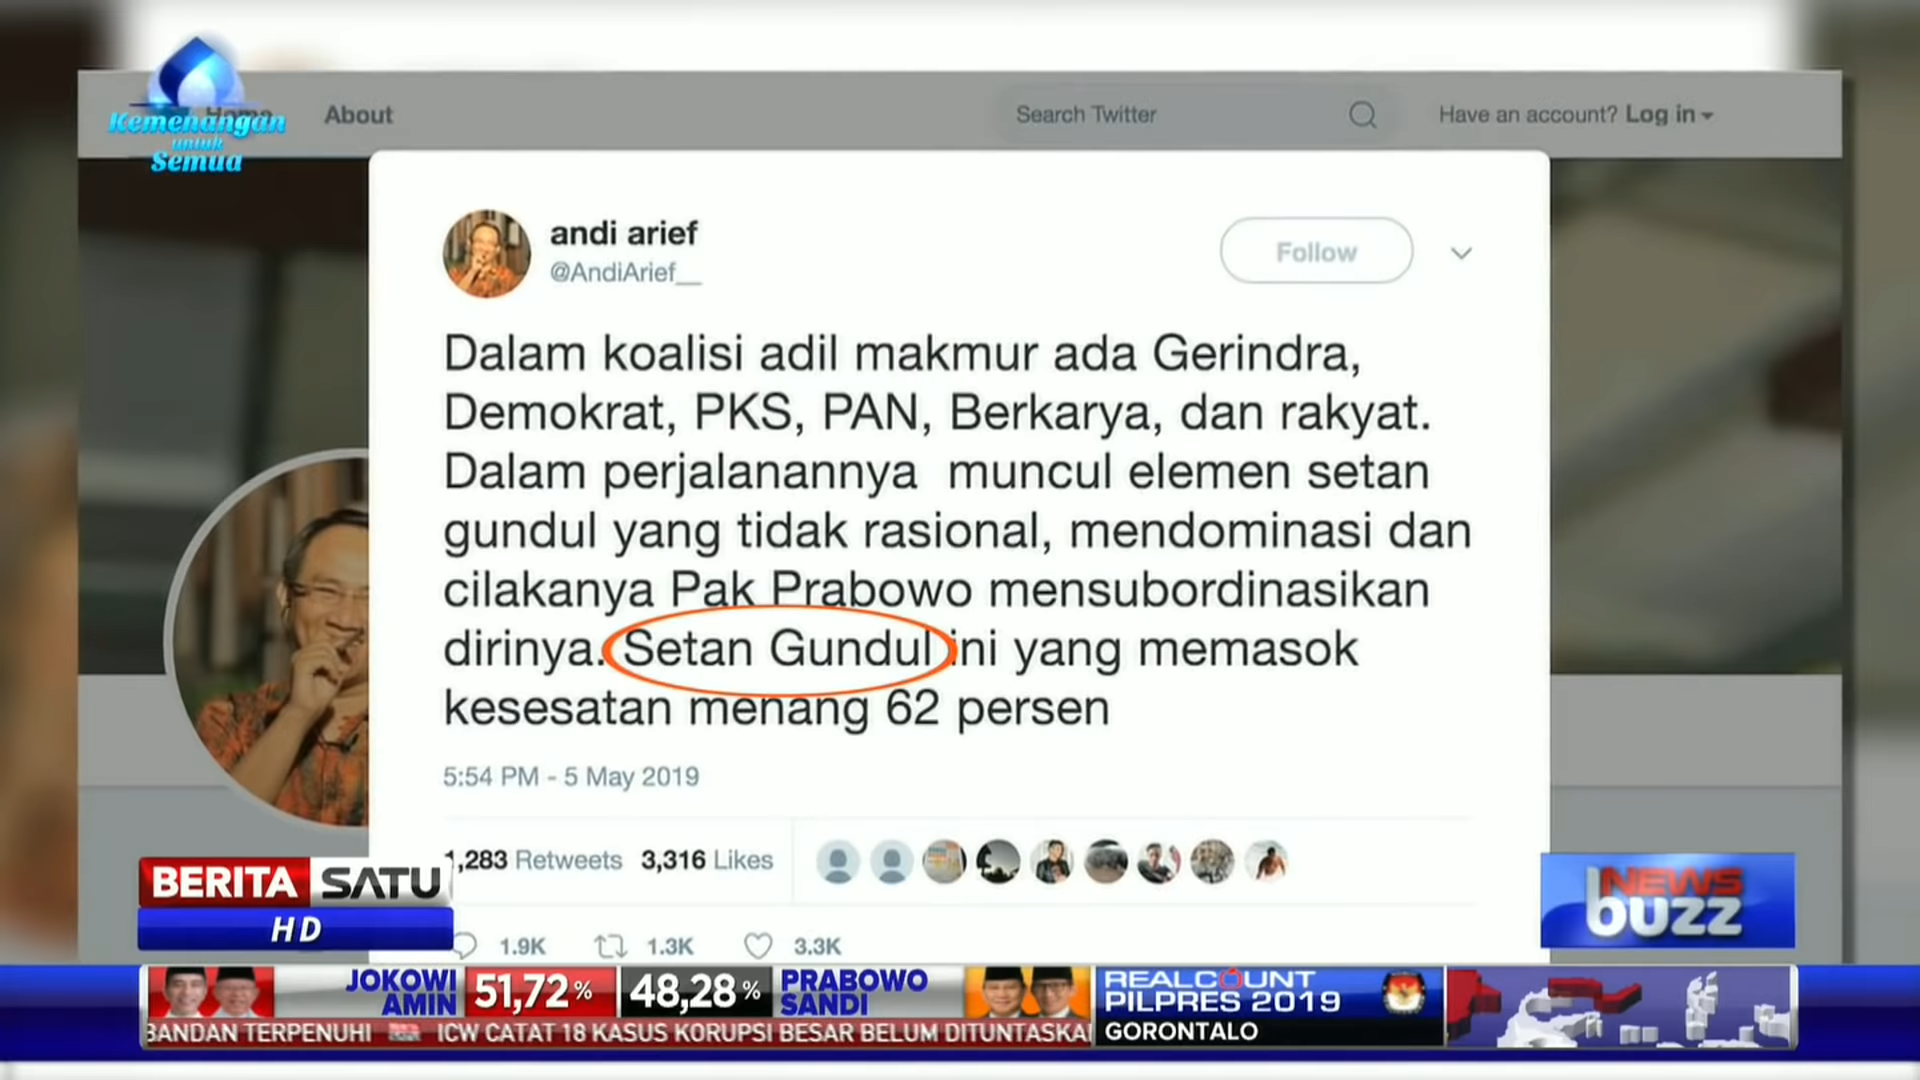 Kemenangan
untuk
Semua
Home
About
Search Twitter
Have an account? Log in
andi arief
@AndiArief__
Follow
Dalam koalisi adil makmur ada Gerindra,
Demokrat, PKS, PAN, Berkarya, dan rakyat.
Dalam perjalanannya  muncul elemen setan
gundul yang tidak rasional, mendominasi dan
cilakanya Pak Prabowo mensubordinasikan
dirinya. Setan Gundul ini yang memasok
kesesatan menang 62 persen
5:54 PM - 5 May 2019
1,283 Retweets 3,316 Likes
1.9K 1.3K 3.3K
BERITA SATU
HD
NEWS
buzz
JOKOWI
AMIN
51,72%
48,28%
PRABOWO
SANDI
REALCOUNT
PILPRES 2019
GORONTALO
BANDAN TERPENUHI
ICW CATAT 18 KASUS KORUPSI BESAR BELUM DITUNTASKA